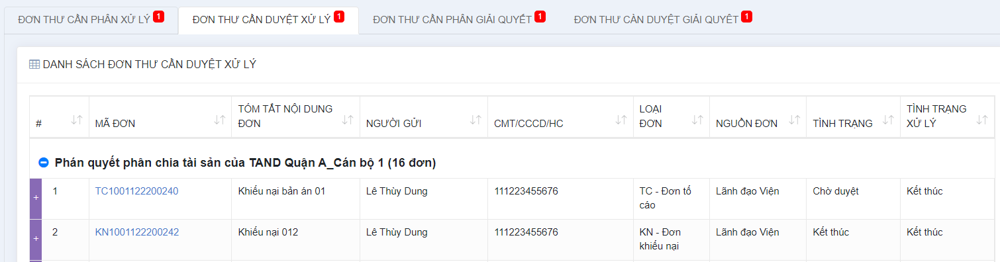 ĐƠN THƯ CẦN PHÂN XỬ LÝ 1 ĐƠN THƯ CẦN DUYỆT XỬ LÝ 1 ĐƠN THƯ CẦN PHÂN GIẢI QUYẾT 1 ĐƠN THƯ CẦN DUYỆT GIẢI QUYẾT 1
DANH SÁCH ĐƠN THƯ CẦN DUYỆT XỬ LÝ
# MÃ ĐƠN TÓM TẮT NỘI DUNG ĐƠN NGƯỜI GỬI CMT/CCCD/HC LOẠI ĐƠN NGUỒN ĐƠN TÌNH TRẠNG TÌNH TRẠNG XỬ LÝ
Phán quyết phân chia tài sản của TAND Quận A_Cán bộ 1 (16 đơn)
+ 1 TC1001122200240 Khiếu nại bản án 01 Lê Thùy Dung 111223455676 TC - Đơn tố cáo Lãnh đạo Viện Chờ duyệt Kết thúc
+ 2 KN1001122200242 Khiếu nại 012 Lê Thùy Dung 111223455676 KN - Đơn khiếu nại Lãnh đạo Viện Kết thúc Kết thúc